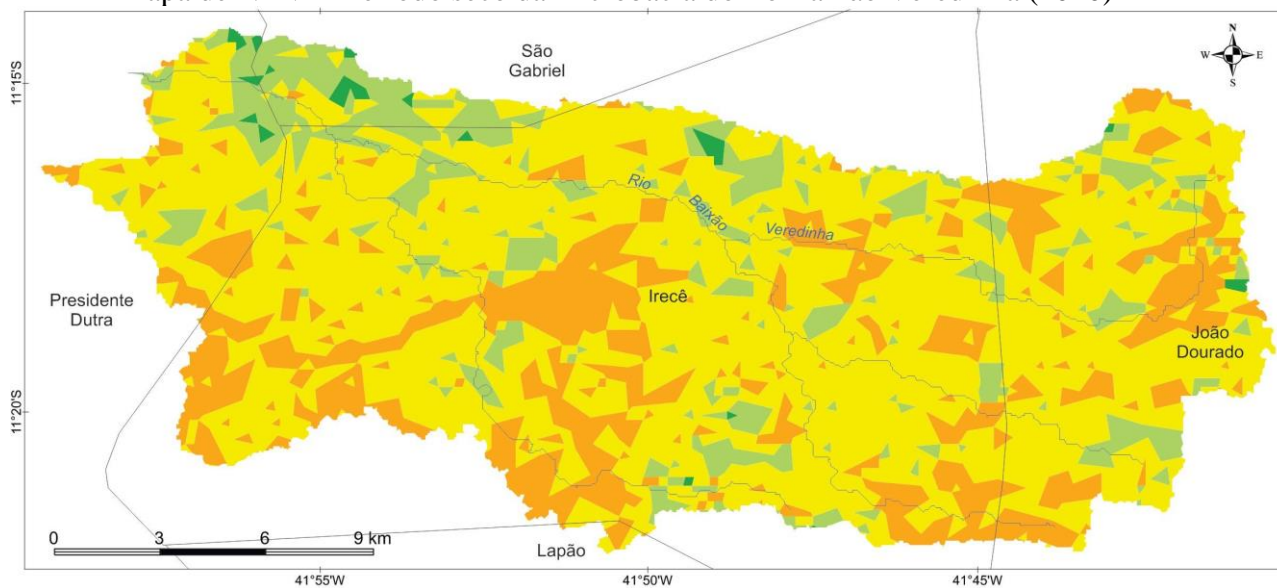 São
Gabriel
N
W E
S
11°15'S
Rio
Baixão
Veredinha
Presidente
Dutra
Irecê
João
Dourado
11°20'S
0 3 6 9 km
Lapão
41°55'W 41°50'W 41°45'W